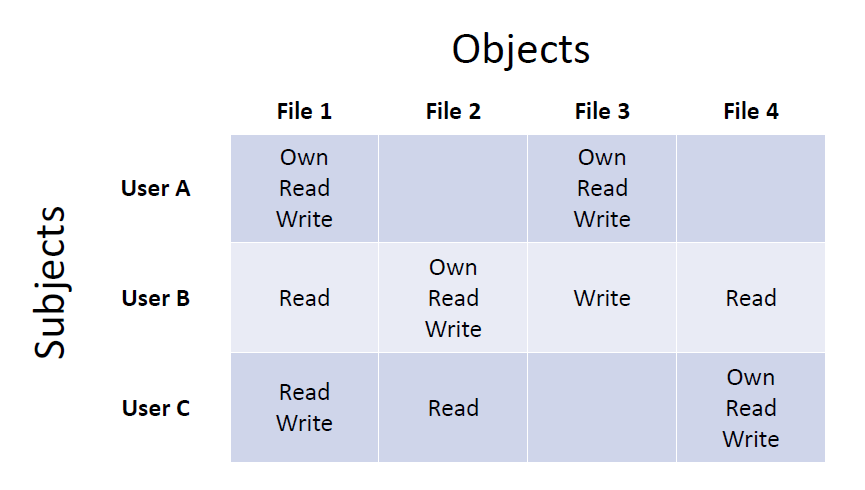 Objects
File 1 File 2 File 3 File 4
Subjects
User A
Own
Read
Write
Own
Read
Write
User B
Read
Own
Read
Write
Write
Read
User C
Read
Write
Read
Own
Read
Write